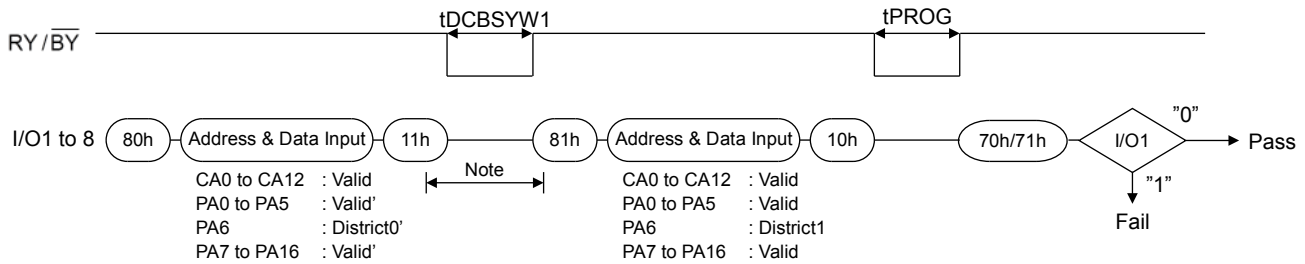 tDCBSYW1
tPROG
RY / BY
I/O1 to 8
80h
Address & Data Input
11h
81h
Address & Data Input
10h
70h/71h
I/O1
”0”
Pass
”1”
Fail
Note
CA0 to CA12 : Valid
PA0 to PA5 : Valid’
PA6 : District0’
PA7 to PA16 : Valid’
CA0 to CA12 : Valid
PA0 to PA5 : Valid
PA6 : District1
PA7 to PA16 : Valid